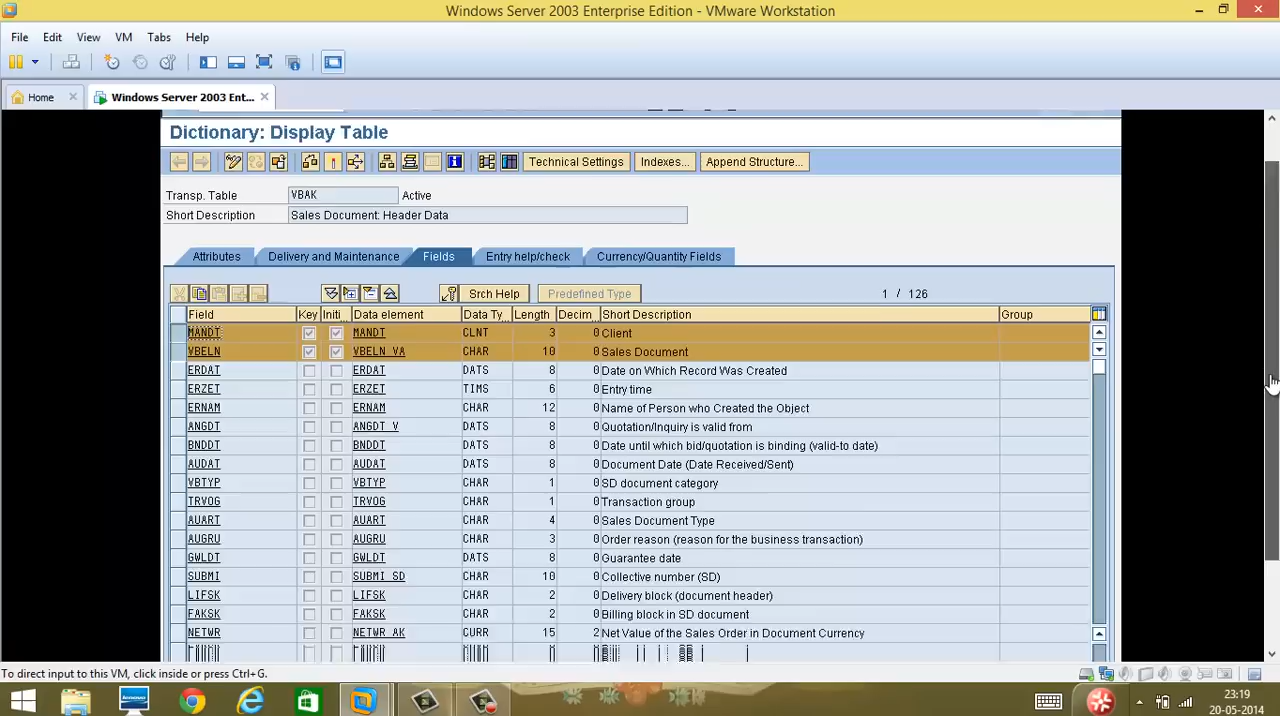 Windows Server 2003 Enterprise Edition - VMware Workstation
File Edit View VM Tabs Help
Home Windows Server 2003 Ent...
Dictionary: Display Table
Technical Settings Indexes... Append Structure...
Transp. Table VBAK Active
Short Description Sales Document: Header Data
Attributes Delivery and Maintenance Fields Entry help/check Currency/Quantity Fields
Srch Help Predefined Type 1 / 126
Field Key Initi... Data element Data Ty... Length Decim... Short Description Group
MANDT MANDT CLNT 3 0 Client
VBELN VBELN_VA CHAR 10 0 Sales Document
ERDAT ERDAT DATS 8 0 Date on Which Record Was Created
ERZET ERZET TIMS 6 0 Entry time
ERNAM ERNAM CHAR 12 0 Name of Person who Created the Object
ANGDT ANGDT_V DATS 8 0 Quotation/Inquiry is valid from
BNDDT BNDDT DATS 8 0 Date until which bid/quotation is binding (valid-to date)
AUDAT AUDAT DATS 8 0 Document Date (Date Received/Sent)
VBTYP VBTYP CHAR 1 0 SD document category
TRVOG TRVOG CHAR 1 0 Transaction group
AUART AUART CHAR 4 0 Sales Document Type
AUGRU AUGRU CHAR 3 0 Order reason (reason for the business transaction)
GWLDT GWLDT DATS 8 0 Guarantee date
SUBMI SUBMI_SD CHAR 10 0 Collective number (SD)
LIFSK LIFSK CHAR 2 0 Delivery block (document header)
FAKSK FAKSK CHAR 2 0 Billing block in SD document
NETWR NETWR_AK CURR 15 2 Net Value of the Sales Order in Document Currency
To direct input to this VM, click inside or press Ctrl+G.
lenovo
23:19
20-05-2014